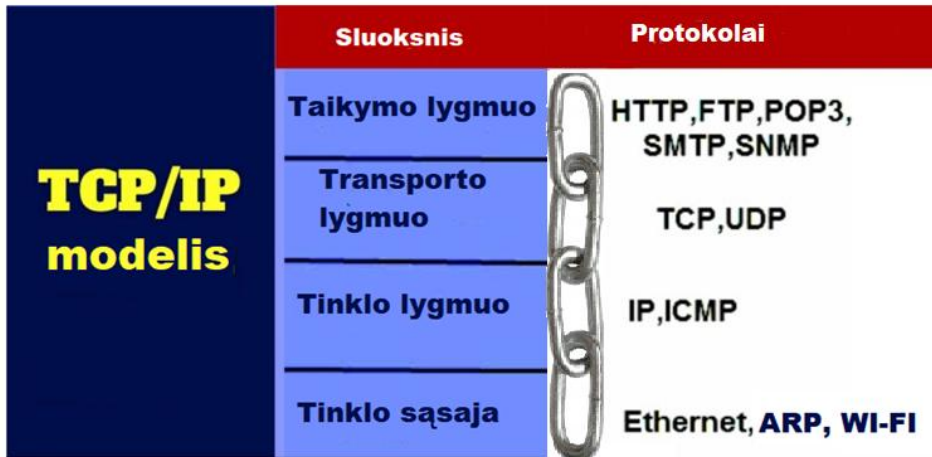 Sluoksnis Protokolai
TCP/IP
modelis
Taikymo lygmuo
HTTP,FTP,POP3,
SMTP,SNMP
Transporto
lygmuo
TCP,UDP
Tinklo lygmuo
IP,ICMP
Tinklo sąsaja
Ethernet, ARP, WI-FI